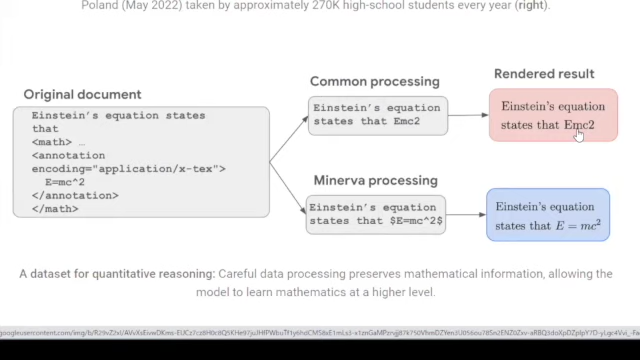 Poland (May 2022) taken by approximately 270K high-school students every year (right).
Original document
Einstein's equation states
that
<math> …
<annotation
encoding="application/x-tex">
E=mc^2
</annotation>
</math>
Common processing
Einstein's equation
states that Emc2
Rendered result
Einstein's equation
states that Emc2
Minerva processing
Einstein's equation
states that $E=mc^2$
Einstein's equation
states that E = mc²
A dataset for quantitative reasoning: Careful data processing preserves mathematical information, allowing the
model to learn mathematics at a higher level.